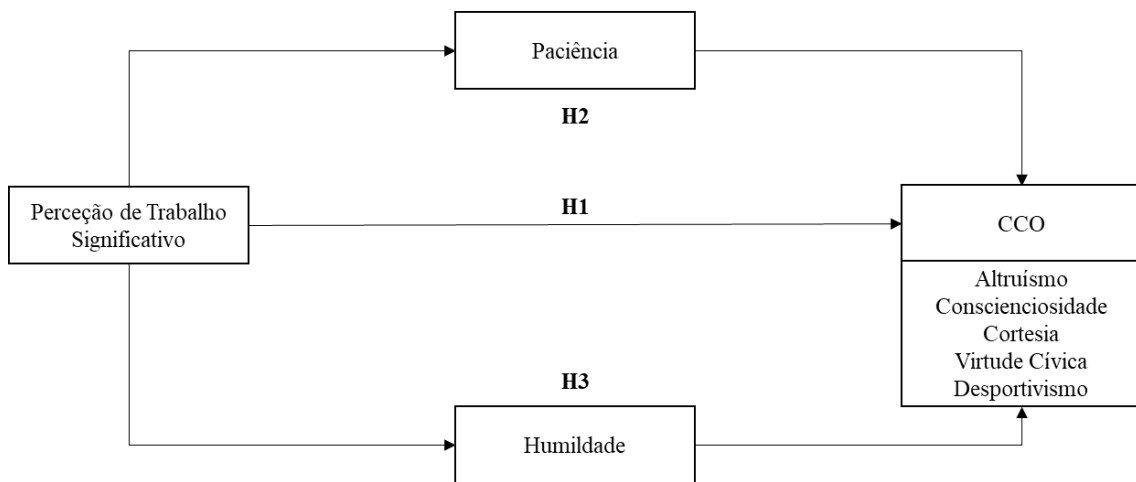 Paciência
H2
Perceção de Trabalho
Significativo
H1
CCO
Altruísmo
Conscienciosidade
Cortesia
Virtude Cívica
Desportivismo
H3
Humildade